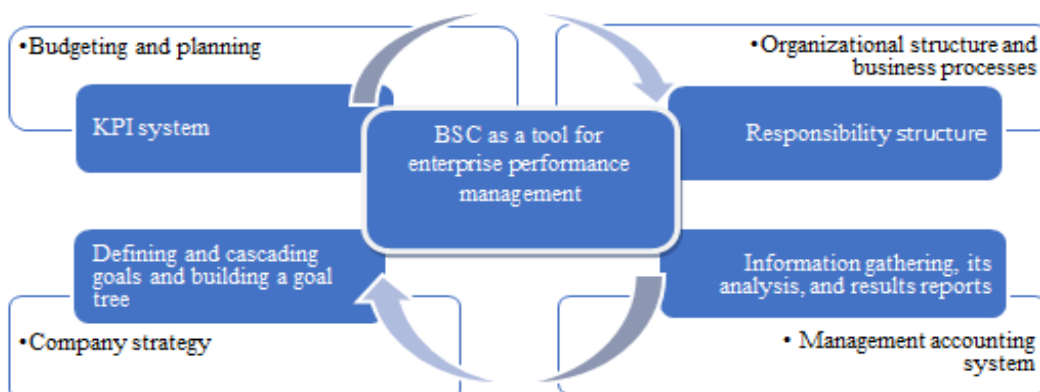 •Budgeting and planning
KPI system
•Organizational structure and
business processes
Responsibility structure
BSC as a tool for
enterprise performance
management
Defining and cascading
goals and building a goal
tree
•Company strategy
Information gathering, its
analysis, and results reports
• Management accounting
system